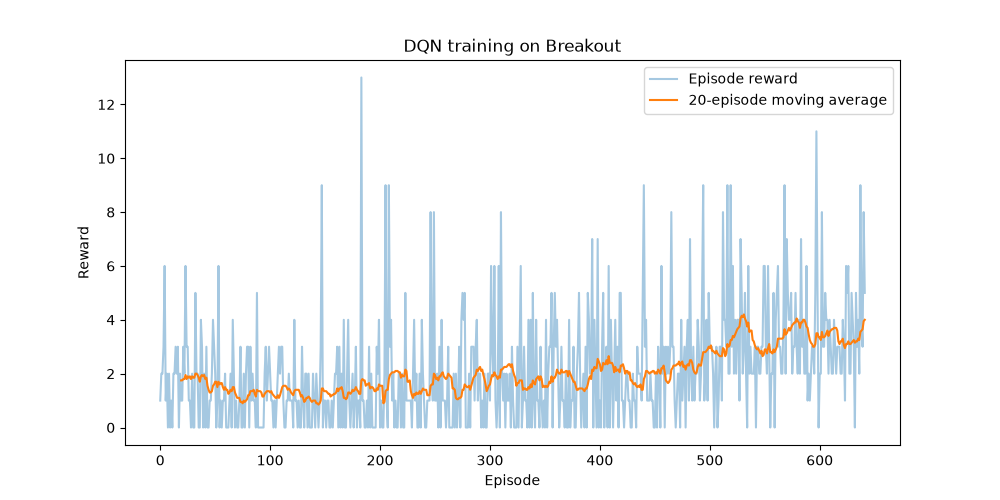 DQN training on Breakout
Episode reward
20-episode moving average
12
10
8
6
4
2
0
Reward
0 100 200 300 400 500 600
Episode